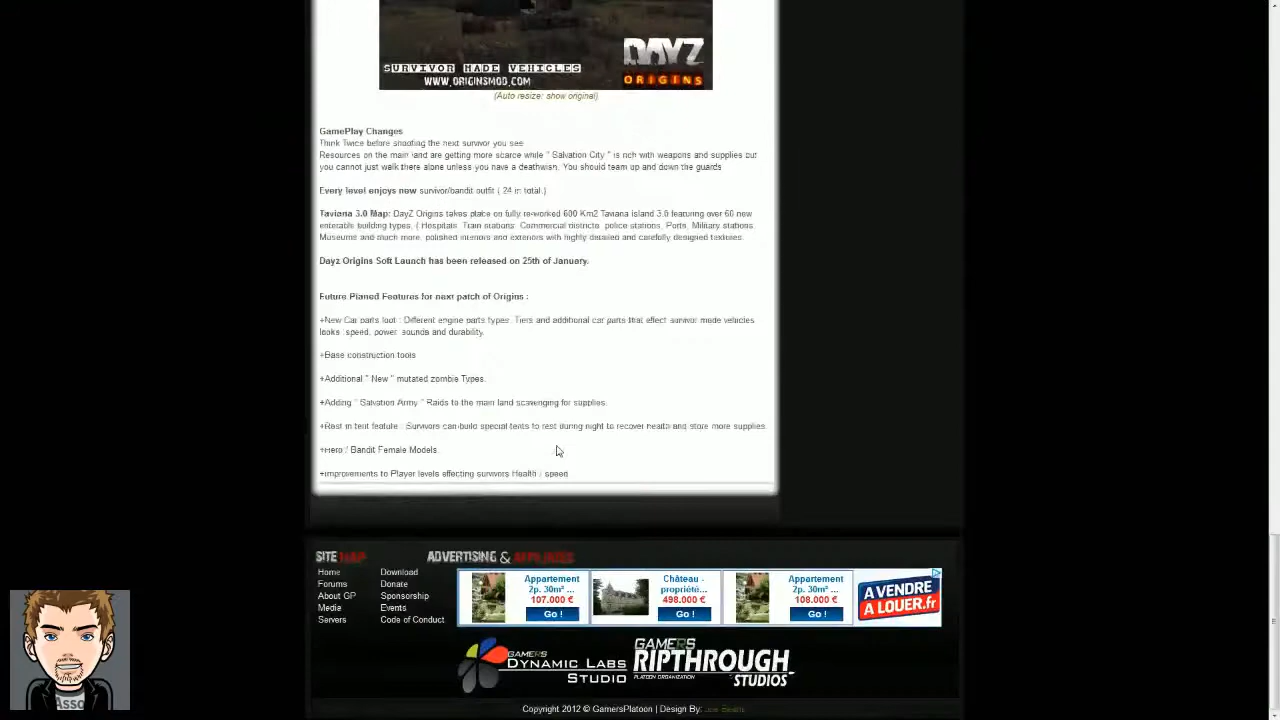 DAYZ
SURVIVOR MADE VEHICLES
WWW.ORIGINSMOD.COM
ORIGINS
(Auto resize: show original)
GamePlay Changes
Think Twice before shooting the next survivor you see
Resources on the main land are getting more scarce while " Salvation City " is rich with weapons and supplies but
you cannot just walk there alone unless you have a deathwish. You should team up and down the guards
Every level enjoys new survivor/bandit outfit ( 24 in total.)
Taviana 3.0 Map: DayZ Origins takes place on fully re-worked 600 Km2 Taviana island 3.0 featuring over 60 new
enterable building types, ( Hospitals, Train stations, Commercial districts, police stations, Ports, Military stations,
Museums and much more, polished interiors and exteriors with highly detailed and carefully designed textures.
Dayz Origins Soft Launch has been released on 25th of January.
Future Planed Features for next patch of Origins :
+New Car parts loot : Different engine parts types, Tiers and additional car parts that effect survivor made vehicles
looks, speed, power, sounds and durability.
+Base construction tools
+Additional " New " mutated zombie Types.
+Adding " Salvation Army " Raids to the main land scavenging for supplies.
+Rest in tent feature : Survivors can build special tents to rest during night to recover health and store more supplies
+Hero / Bandit Female Models
+Improvements to Player levels effecting survivors Health / speed
SITE MAP
ADVERTISING & AFFILIATES
Home
Download
Forums
Donate
About GP
Sponsorship
Media
Events
Servers
Code of Conduct
Appartement
2p. 30m² ...
107.000 €
Go !
Château -
propriété...
498.000 €
Go !
Appartement
2p. 30m² ...
108.000 €
Go !
A VENDRE
A LOUER.fr
GAMERS
DYNAMIC LABS
STUDIO
GAMERS
RIPTHROUGH
PLATOON ORGANIZATION
STUDIOS
Copyright 2012 © GamersPlatoon | Design By:
Asso